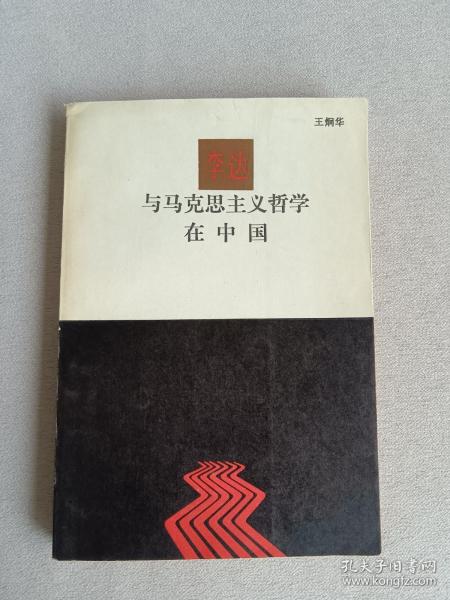 王炯华
李达
与马克思主义哲学
在中国
孔夫子旧书网
www.kongfz.com